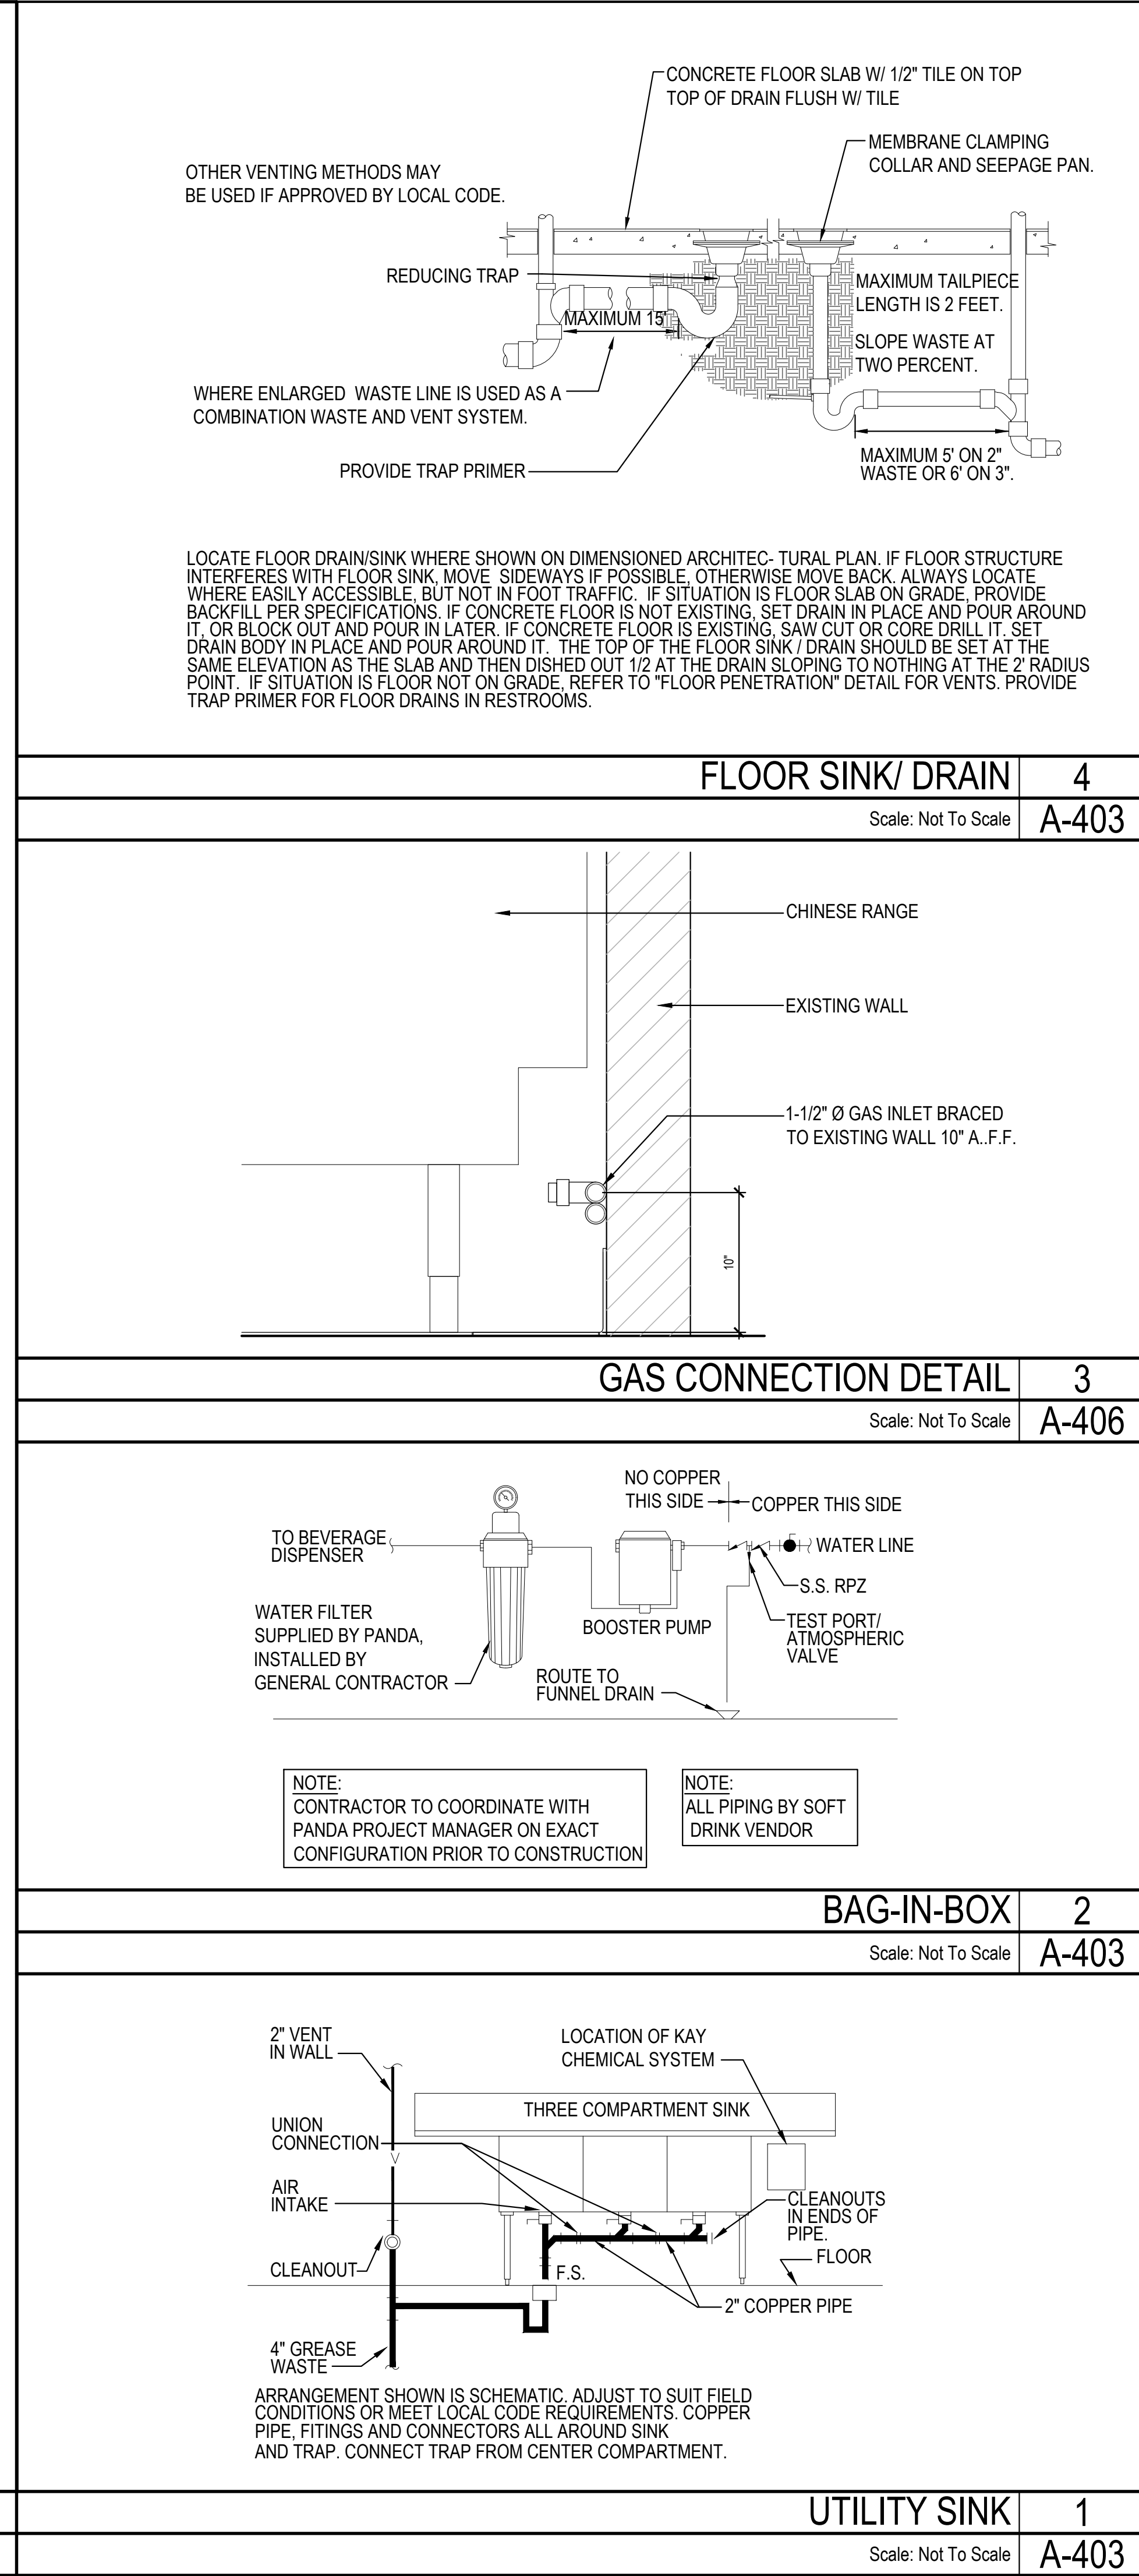 CONCRETE FLOOR SLAB W/ 1/2" TILE ON TOP
TOP OF DRAIN FLUSH W/ TILE
MEMBRANE CLAMPING
COLLAR AND SEEPAGE PAN.
OTHER VENTING METHODS MAY
BE USED IF APPROVED BY LOCAL CODE.
REDUCING TRAP
MAXIMUM TAILPIECE
LENGTH IS 2 FEET.
MAXIMUM 15'
SLOPE WASTE AT
TWO PERCENT.
WHERE ENLARGED WASTE LINE IS USED AS A
COMBINATION WASTE AND VENT SYSTEM.
MAXIMUM 5' ON 2"
WASTE OR 6' ON 3".
PROVIDE TRAP PRIMER
LOCATE FLOOR DRAIN/SINK WHERE SHOWN ON DIMENSIONED ARCHITEC- TURAL PLAN. IF FLOOR STRUCTURE
INTERFERES WITH FLOOR SINK, MOVE SIDEWAYS IF POSSIBLE, OTHERWISE MOVE BACK. ALWAYS LOCATE
WHERE EASILY ACCESSIBLE, BUT NOT IN FOOT TRAFFIC. IF SITUATION IS FLOOR SLAB ON GRADE, PROVIDE
BACKFILL PER SPECIFICATIONS. IF CONCRETE FLOOR IS NOT EXISTING, SET DRAIN IN PLACE AND POUR AROUND
IT, OR BLOCK OUT AND POUR IN LATER. IF CONCRETE FLOOR IS EXISTING, SAW CUT OR CORE DRILL IT. SET
DRAIN BODY IN PLACE AND POUR AROUND IT. THE TOP OF THE FLOOR SINK / DRAIN SHOULD BE SET AT THE
SAME ELEVATION AS THE SLAB AND THEN DISHED OUT 1/2 AT THE DRAIN SLOPING TO NOTHING AT THE 2' RADIUS
POINT. IF SITUATION IS FLOOR NOT ON GRADE, REFER TO "FLOOR PENETRATION" DETAIL FOR VENTS. PROVIDE
TRAP PRIMER FOR FLOOR DRAINS IN RESTROOMS.
FLOOR SINK/ DRAIN 4
Scale: Not To Scale A-403
CHINESE RANGE
EXISTING WALL
1-1/2" Ø GAS INLET BRACED
TO EXISTING WALL 10" A..F.F.
10"
GAS CONNECTION DETAIL 3
Scale: Not To Scale A-406
NO COPPER
THIS SIDE
COPPER THIS SIDE
TO BEVERAGE
DISPENSER
WATER LINE
S.S. RPZ
WATER FILTER
SUPPLIED BY PANDA,
INSTALLED BY
GENERAL CONTRACTOR
BOOSTER PUMP
TEST PORT/
ATMOSPHERIC
VALVE
ROUTE TO
FUNNEL DRAIN
NOTE:
CONTRACTOR TO COORDINATE WITH
PANDA PROJECT MANAGER ON EXACT
CONFIGURATION PRIOR TO CONSTRUCTION
NOTE:
ALL PIPING BY SOFT
DRINK VENDOR
BAG-IN-BOX 2
Scale: Not To Scale A-403
2" VENT
IN WALL
LOCATION OF KAY
CHEMICAL SYSTEM
THREE COMPARTMENT SINK
UNION
CONNECTION
V
AIR
INTAKE
CLEANOUTS
IN ENDS OF
PIPE.
CLEANOUT
F.S.
FLOOR
2" COPPER PIPE
4" GREASE
WASTE
ARRANGEMENT SHOWN IS SCHEMATIC. ADJUST TO SUIT FIELD
CONDITIONS OR MEET LOCAL CODE REQUIREMENTS. COPPER
PIPE, FITTINGS AND CONNECTORS ALL AROUND SINK
AND TRAP. CONNECT TRAP FROM CENTER COMPARTMENT.
UTILITY SINK 1
Scale: Not To Scale A-403